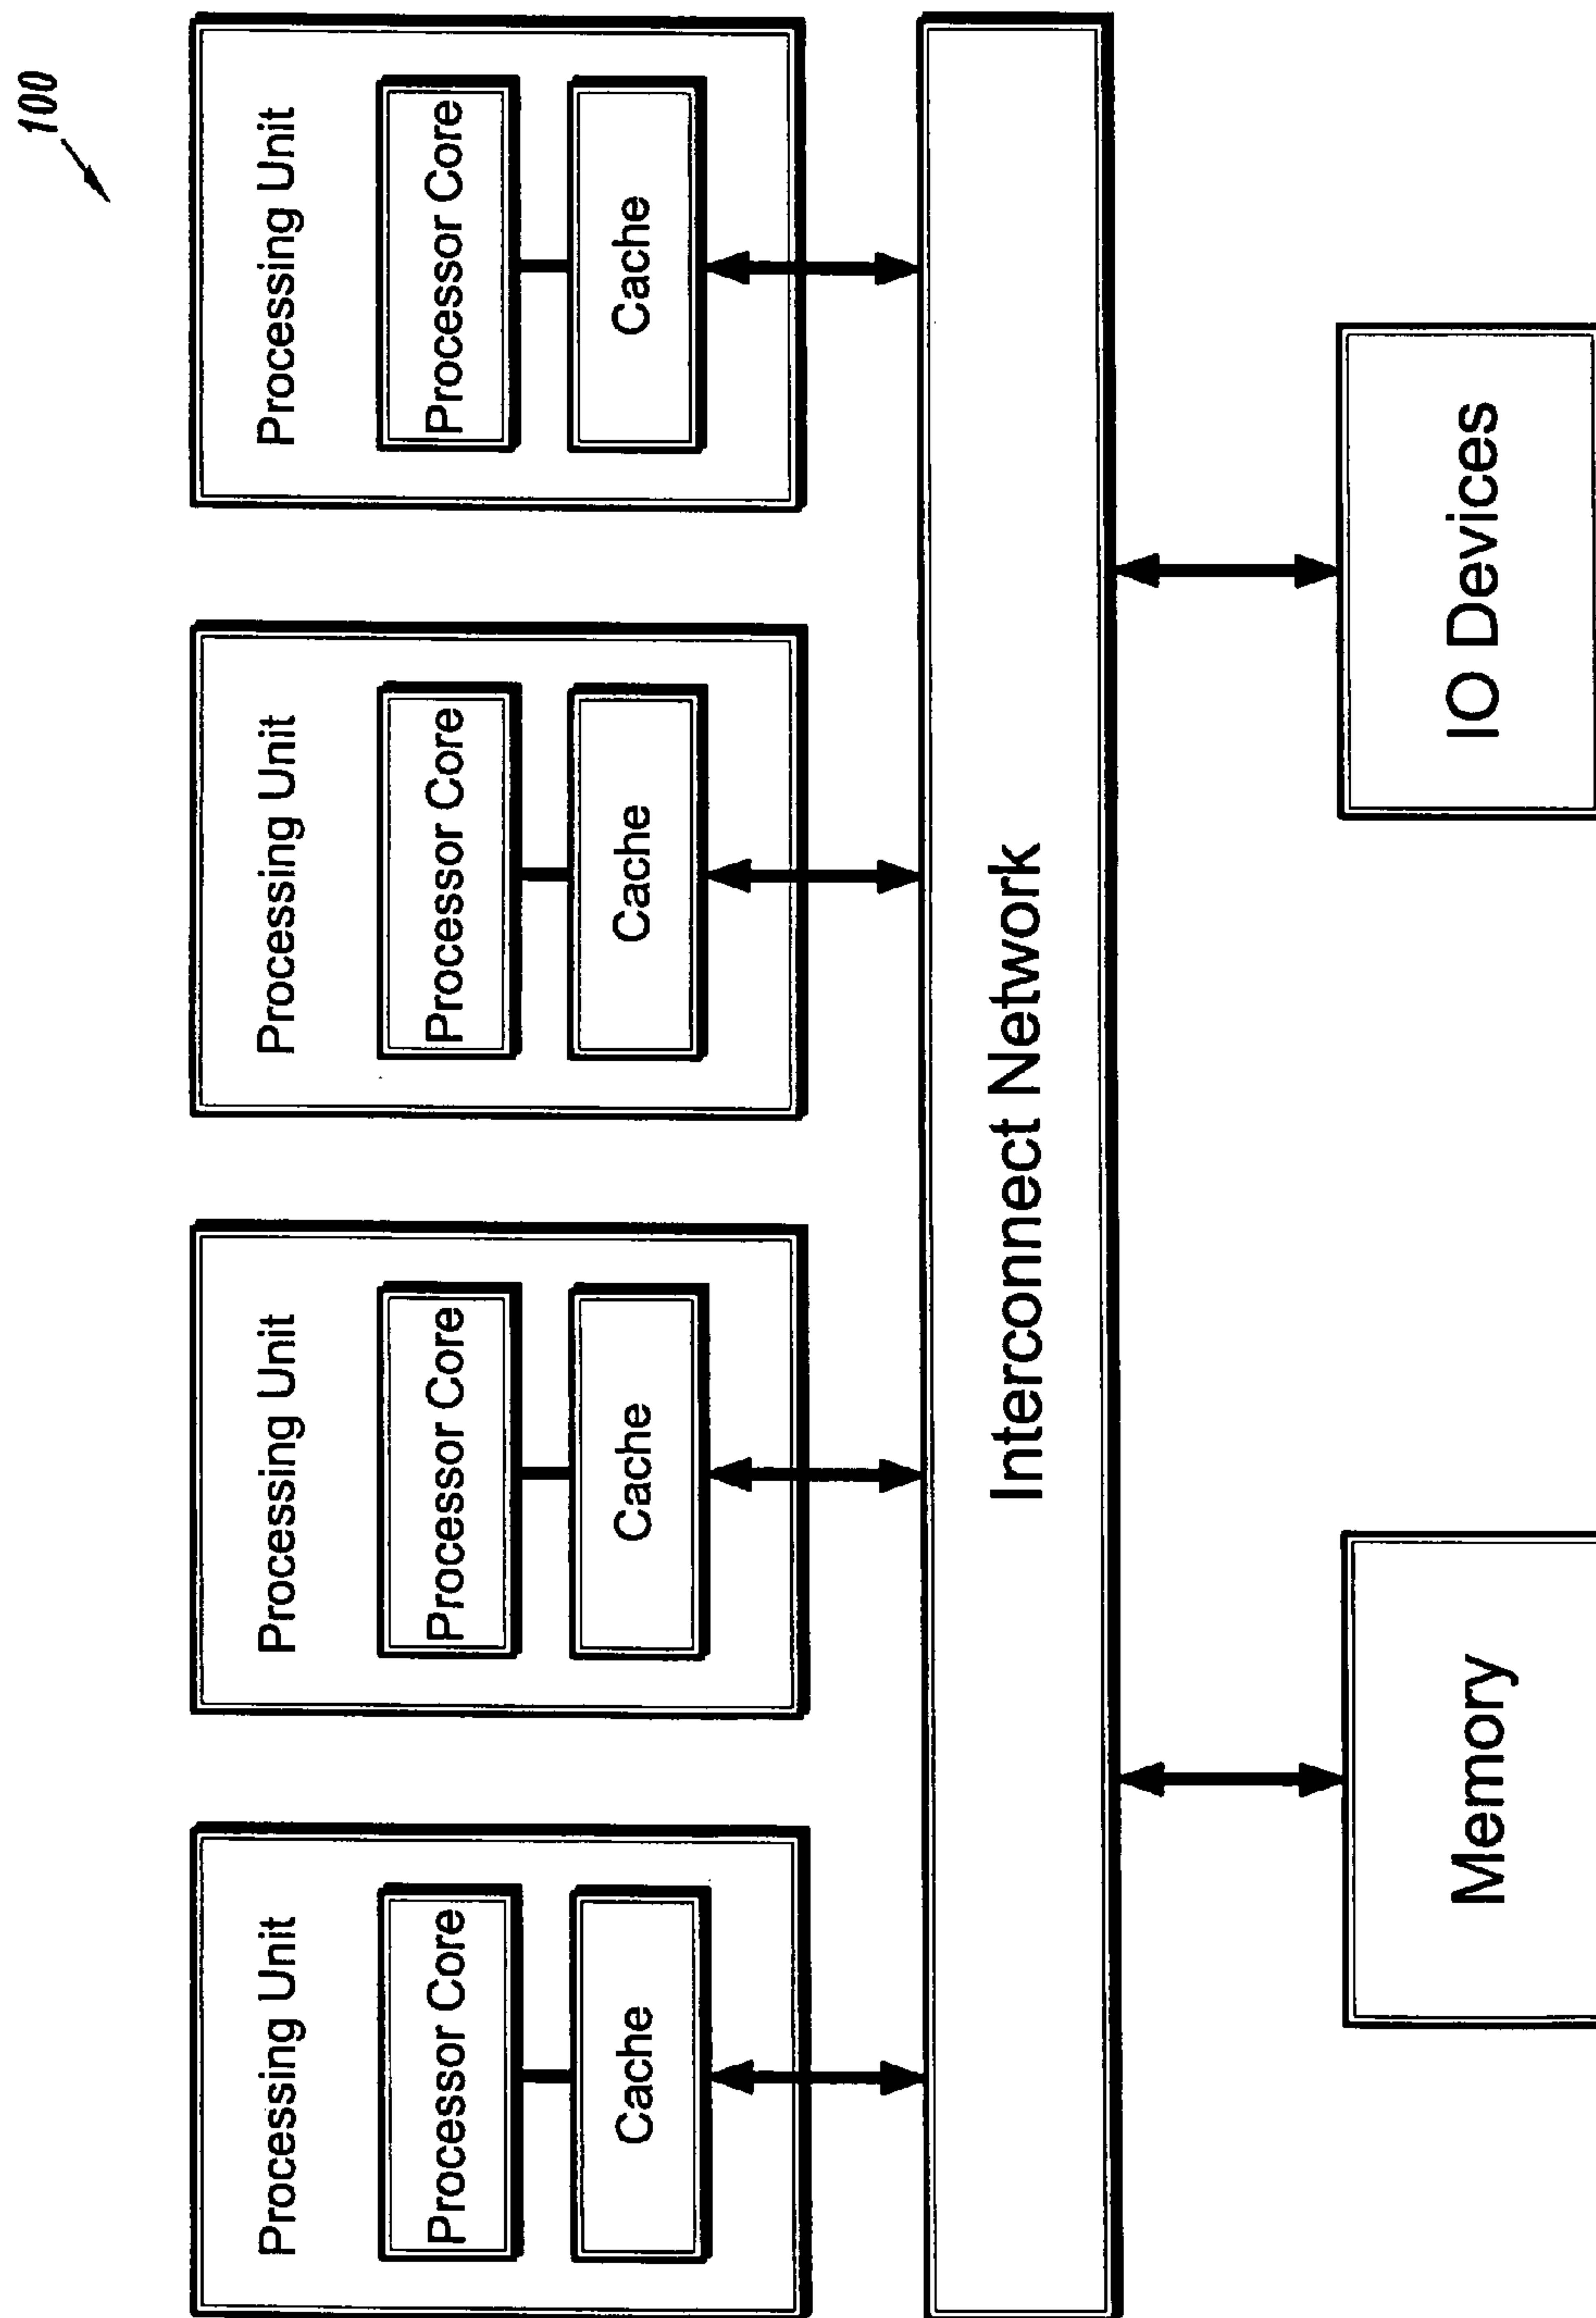 100
Processing Unit
Processing Unit
Processing Unit
Processing Unit
Processor Core
Processor Core
Processor Core
Processor Core
Cache
Cache
Cache
Cache
Interconnect Network
Memory
IO Devices